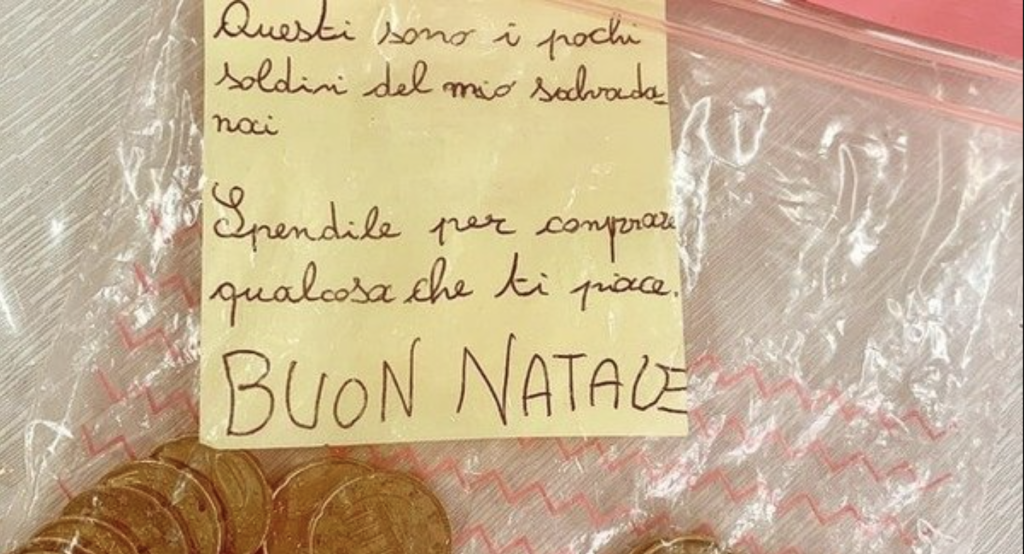 Questi sono i pochi
soldini del mio salvada-
nai
Spendile per comprare
qualcosa che ti piace.
BUON NATALE